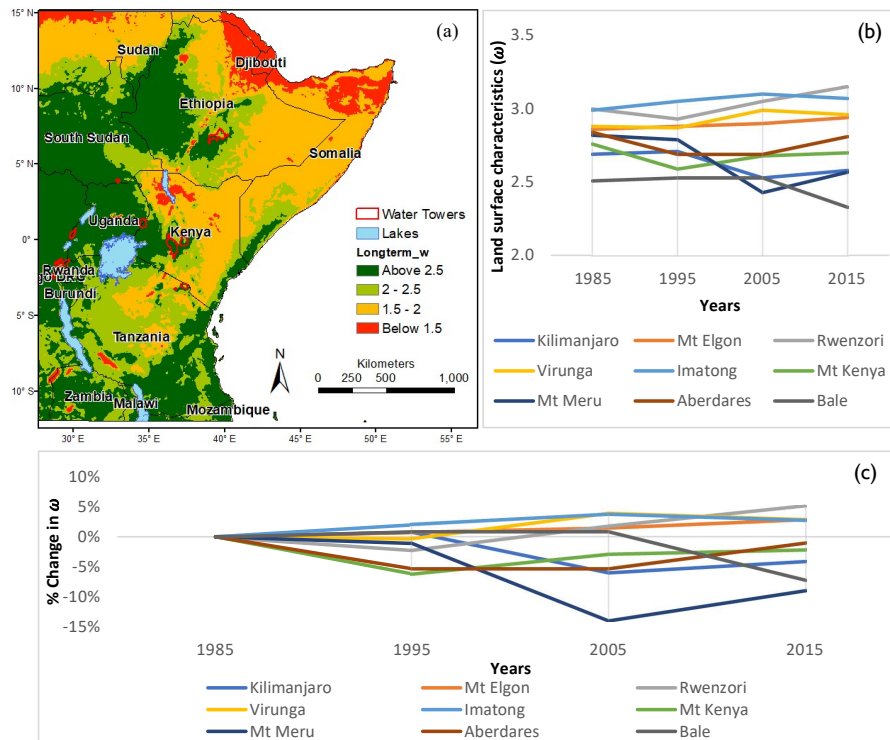 (a)
15° N
10° N
5° N
0°
5° S
10° S
Sudan
Djibouti
Ethiopia
South Sudan
Somalia
Uganda
Kenya
Rwanda
Burundi
Tanzania
Zambia
Malawi
Mozambique
Water Towers
Lakes
Longterm_w
Above 2.5
2 - 2.5
1.5 - 2
Below 1.5
N
Kilometers
0 250 500 1,000
30° E 35° E 40° E 45° E 50° E 55° E
(b)
Land surface characteristics (ω)
3.0
2.5
2.0
1985 1995 2005 2015
Years
Kilimanjaro Mt Elgon Rwenzori
Virunga Imatong Mt Kenya
Mt Meru Aberdares Bale
(c)
% Change in ω
10%
5%
0%
-5%
-10%
-15%
1985 1995 2005 2015
Years
Kilimanjaro Mt Elgon Rwenzori
Virunga Imatong Mt Kenya
Mt Meru Aberdares Bale